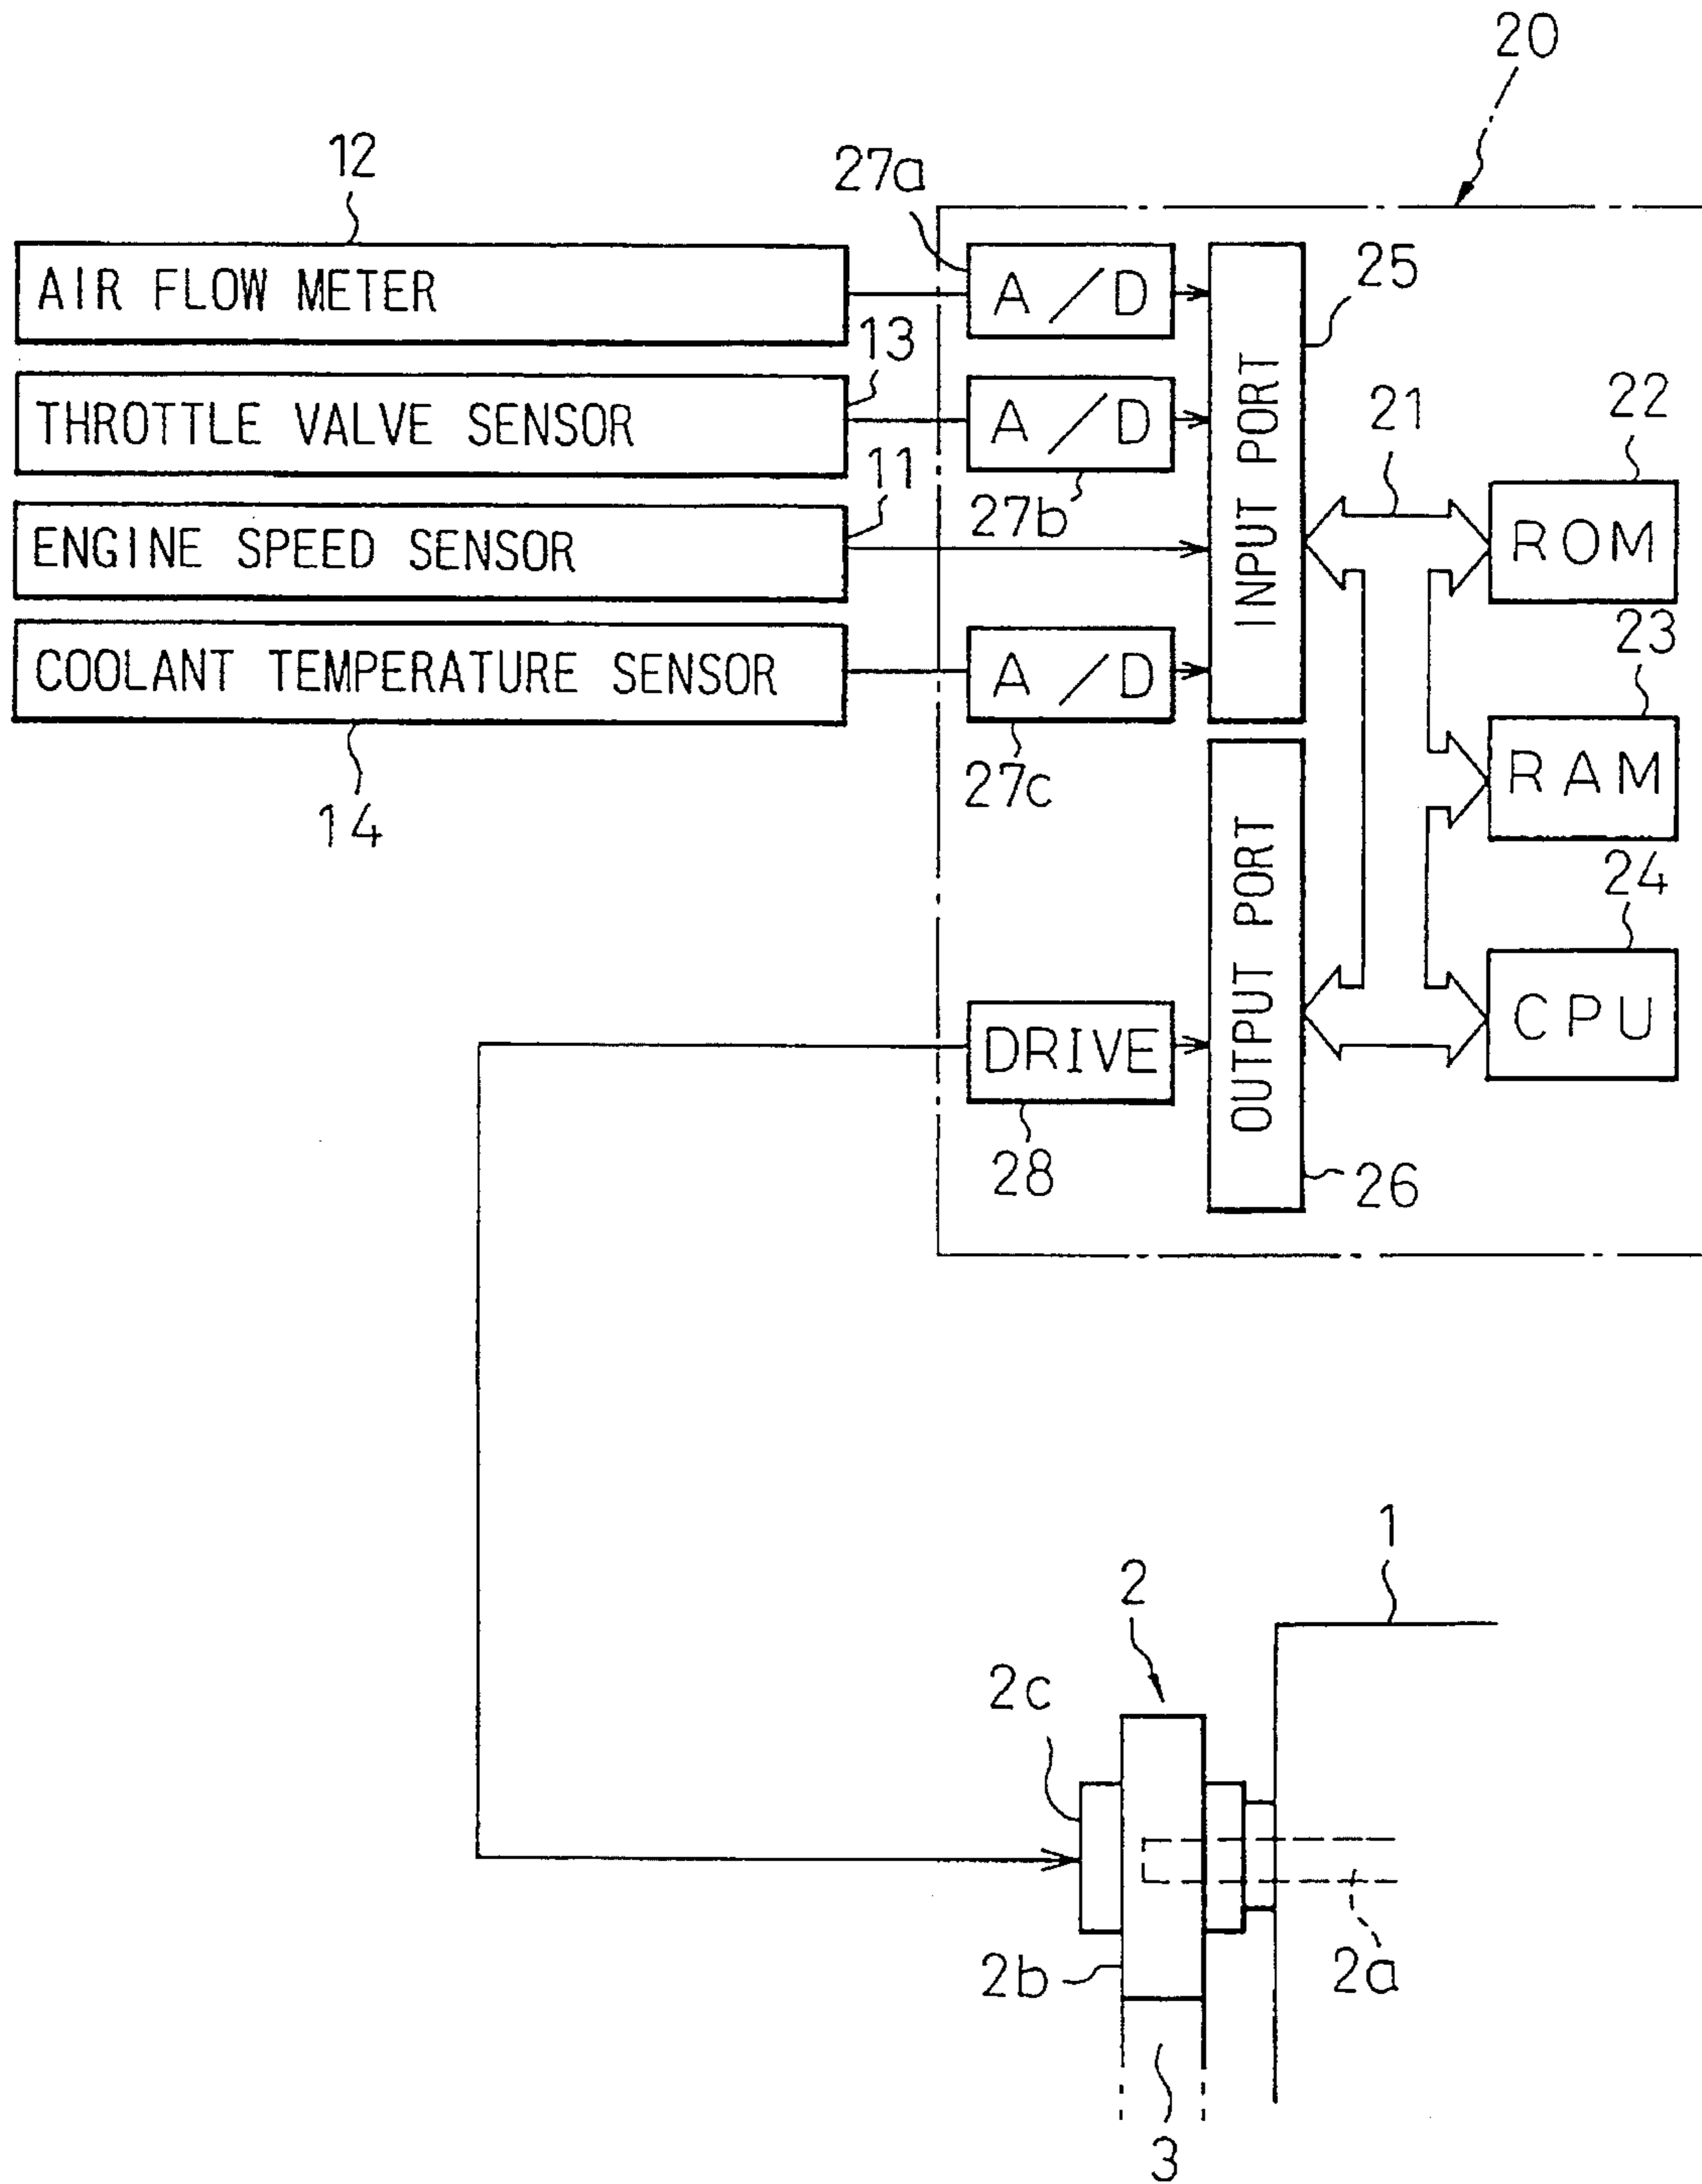 20
12
27a
AIR FLOW METER
A/D
25
13
THROTTLE VALVE SENSOR
A/D
INPUT PORT
21
22
11
27b
ENGINE SPEED SENSOR
ROM
23
COOLANT TEMPERATURE SENSOR
A/D
27c
RAM
14
24
OUTPUT PORT
DRIVE
CPU
28
26
1
2
2c
2b
2a
3